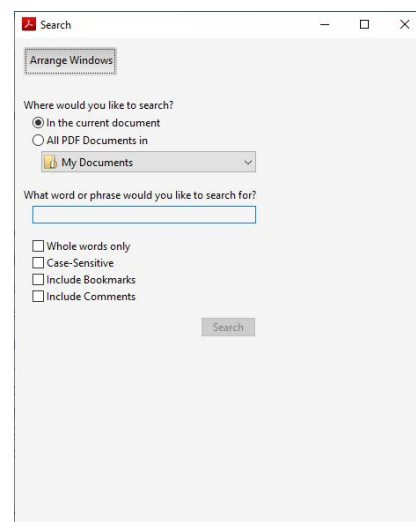 Search
Arrange Windows
Where would you like to search?
In the current document
All PDF Documents in
My Documents
What word or phrase would you like to search for?
Whole words only
Case-Sensitive
Include Bookmarks
Include Comments
Search